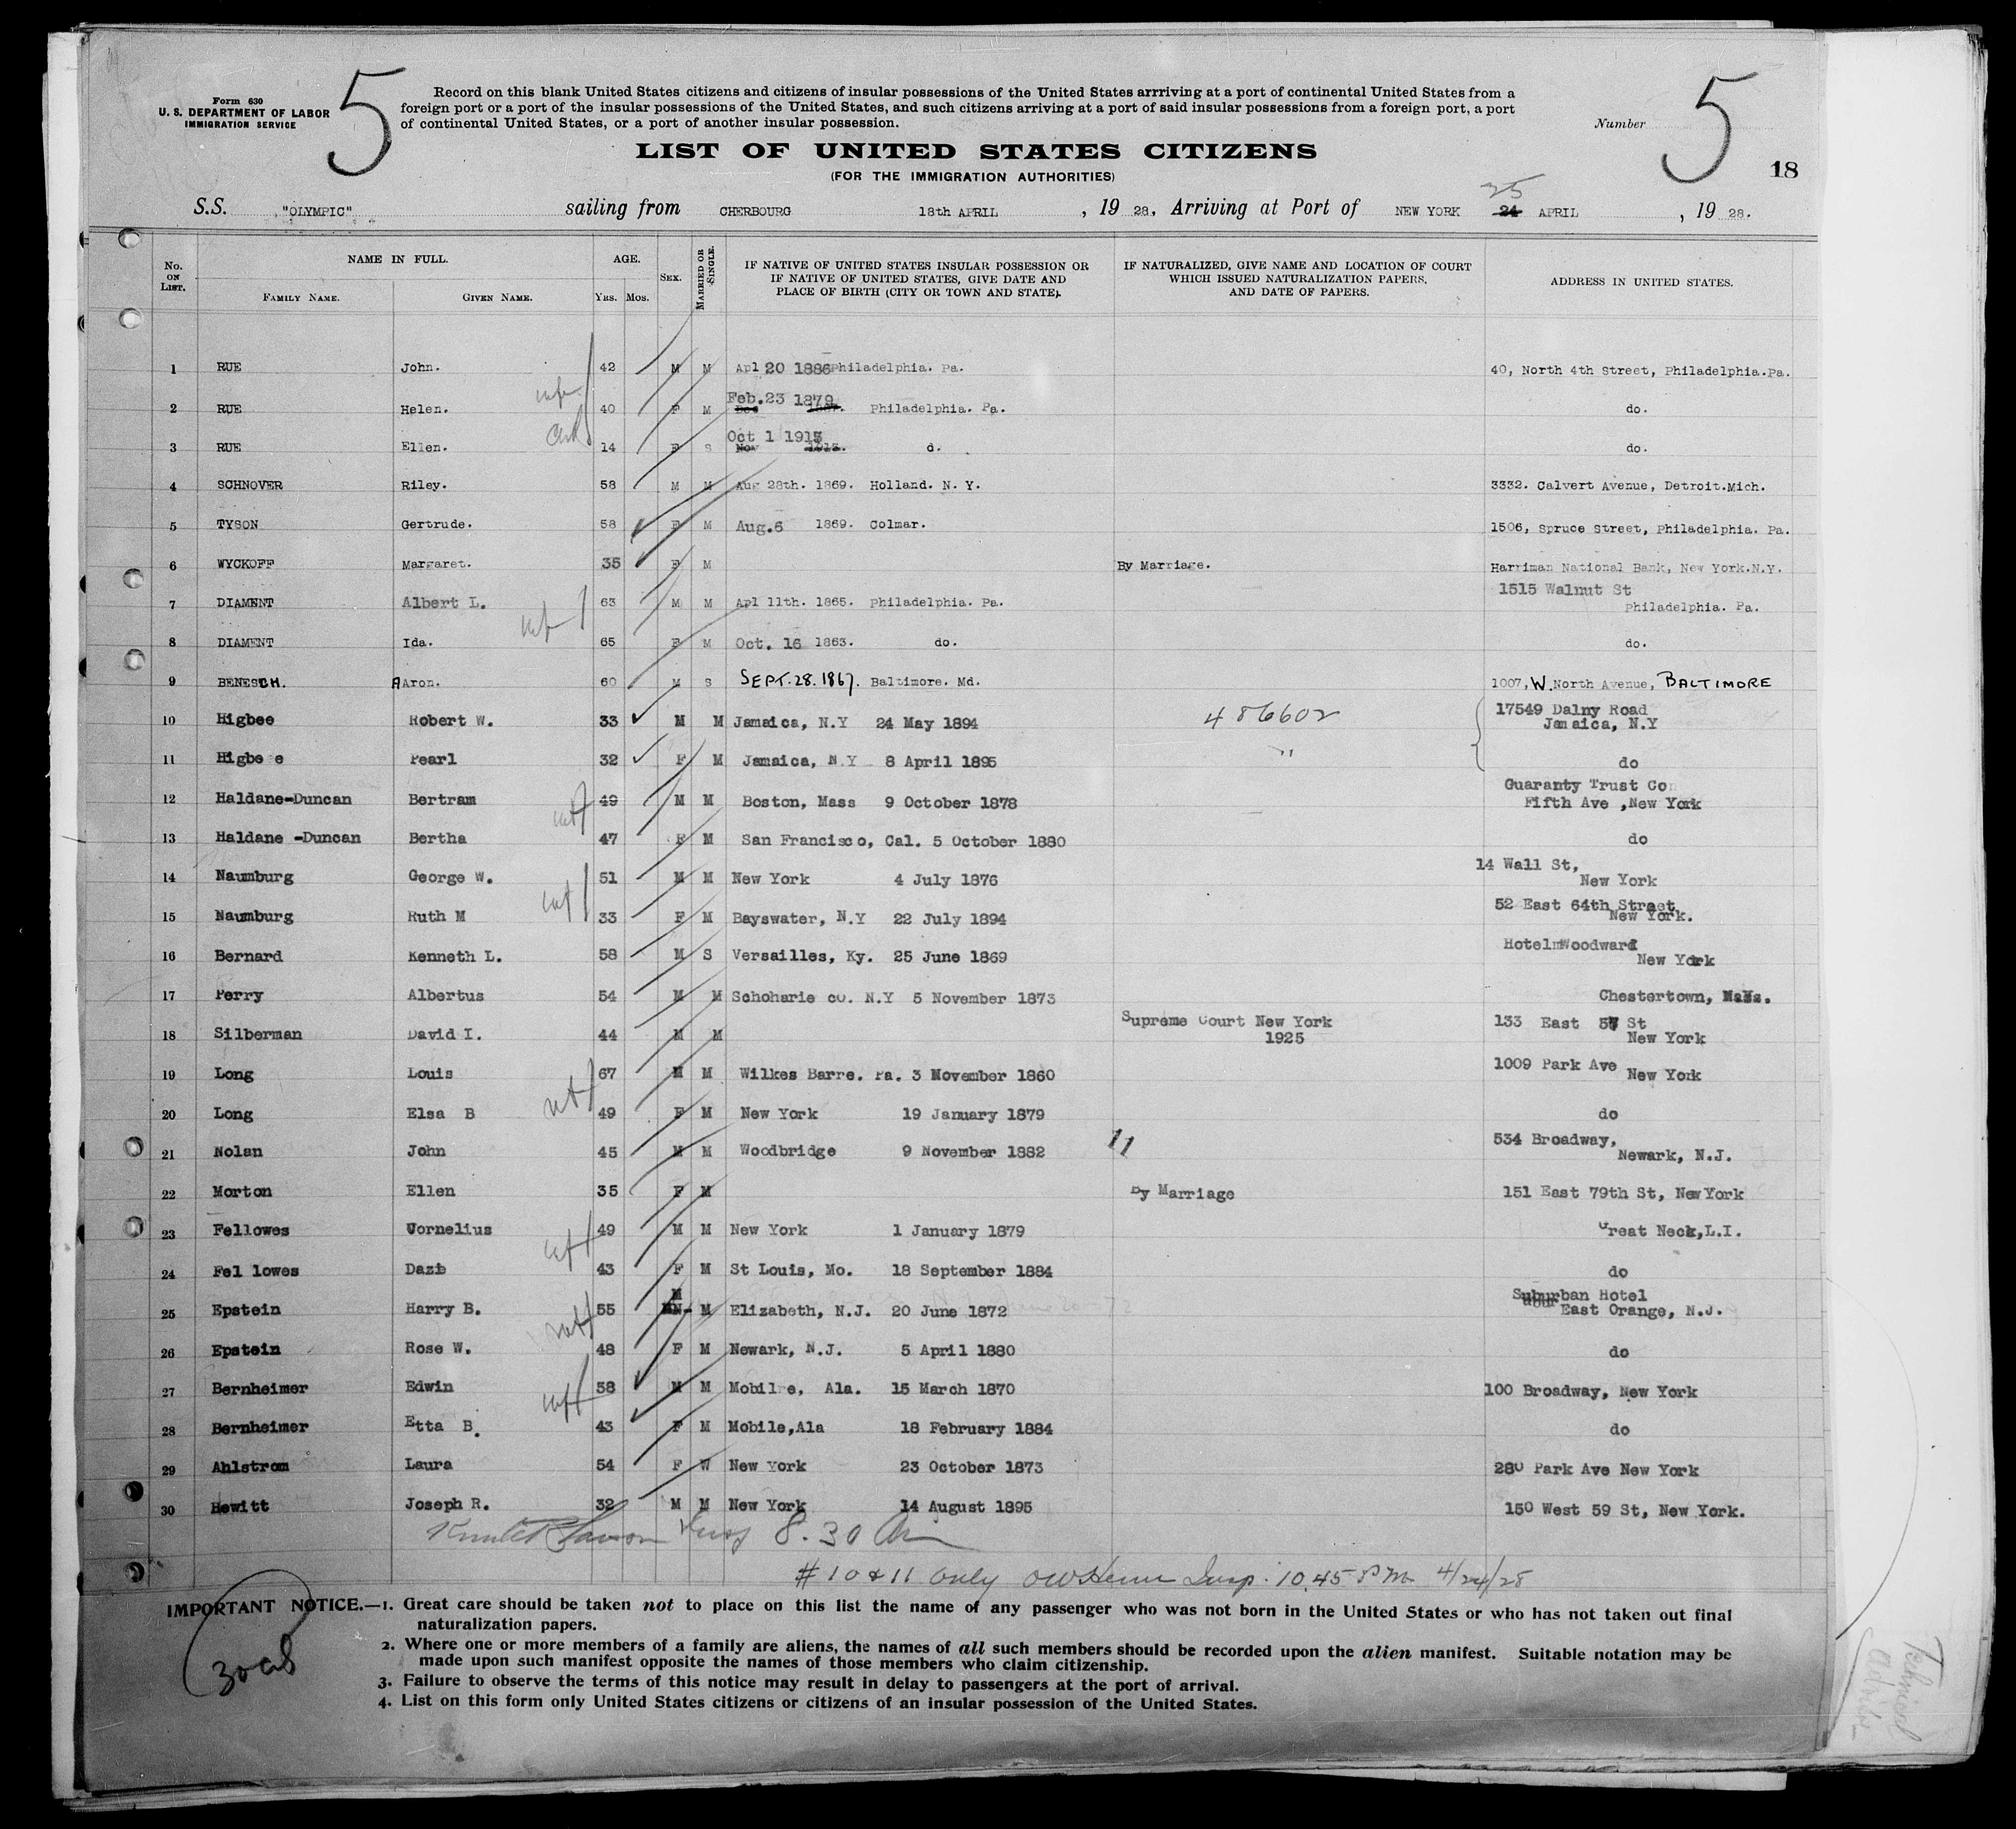 5
5
Form 630
U. S. DEPARTMENT OF LABOR
IMMIGRATION SERVICE
Record on this blank United States citizens and citizens of insular possessions of the United States arrriving at a port of continental United States from a
foreign port or a port of the insular possessions of the United States, and such citizens arriving at a port of said insular possessions from a foreign port, a port
of continental United States, or a port of another insular possession.
Number
LIST OF UNITED STATES CITIZENS
(FOR THE IMMIGRATION AUTHORITIES)
18
25
S.S. "OLYMPIC" sailing from CHERBOURG 18th APRIL , 19 28, Arriving at Port of NEW YORK 24 APRIL , 19 28.
No. ON LIST. NAME IN FULL. FAMILY NAME. GIVEN NAME. AGE. YRS. MOS. SEX. MARRIED OR SINGLE. IF NATIVE OF UNITED STATES INSULAR POSSESSION OR IF NATIVE OF UNITED STATES, GIVE DATE AND PLACE OF BIRTH (CITY OR TOWN AND STATE). IF NATURALIZED, GIVE NAME AND LOCATION OF COURT WHICH ISSUED NATURALIZATION PAPERS, AND DATE OF PAPERS. ADDRESS IN UNITED STATES.
1 RUE John. 42 M M Apl 20 1886 Philadelphia. Pa. 40, North 4th Street, Philadelphia.Pa.
2 RUE Helen. 40 F M Feb.23 1879 Philadelphia. Pa. do.
3 RUE Ellen. 14 F S Oct 1 1913 d. do.
4 SCHNOVER Riley. 58 M M Aug 28th. 1869. Holland. N. Y. 3332. Calvert Avenue, Detroit.Mich.
5 TYSON Gertrude. 58 F M Aug.6 1869. Colmar. 1506, Spruce Street, Philadelphia. Pa.
6 WYCKOFF Margaret. 35 F M By Marriage. Harriman National Bank, New York.N.Y.
7 DIAMENT Albert L. 63 M M Apl 11th. 1865. Philadelphia. Pa. 1515 Walnut St Philadelphia. Pa.
8 DIAMENT Ida. 65 F M Oct. 16 1863. do. do.
9 BENESCH. AAron. 60 M S SEPT.28.1867. Baltimore. Md. 1007, W. North Avenue, BALTIMORE
10 Higbee Robert W. 33 M M Jamaica, N.Y 24 May 1894 486602 17549 Dalny Road Jamaica, N.Y
11 Higbe e Pearl 32 F M Jamaica, N.Y 8 April 1895 " do
12 Haldane-Duncan Bertram 49 M M Boston, Mass 9 October 1878 Guaranty Trust Co Fifth Ave ,New York
13 Haldane -Duncan Bertha 47 F M San Francisco, Cal. 5 October 1880 do
14 Naumburg George W. 51 M M New York 4 July 1876 14 Wall St, New York
15 Naumburg Ruth M 33 F M Bayswater, N.Y 22 July 1894 52 East 64th Street New York.
16 Bernard Kenneth L. 58 M S Versailles, Ky. 25 June 1869 Hotel Woodward New York
17 Perry Albertus 54 M M Schoharie co. N.Y 5 November 1873 Chestertown, Mass.
18 Silberman David I. 44 M M Supreme Court New York 1925 133 East 57 St New York
19 Long Louis 67 M M Wilkes Barre. Pa. 3 November 1860 1009 Park Ave New York
20 Long Elsa B 49 F M New York 19 January 1879 do
21 Nolan John 45 M M Woodbridge 9 November 1882 11 534 Broadway, Newark, N.J.
22 Morton Ellen 35 F M By Marriage 151 East 79th St, New York
23 Fellowes Cornelius 49 M M New York 1 January 1879 Great Neck,L.I.
24 Fel lowes Dazi 43 F M St Louis, Mo. 18 September 1884 do
25 Epstein Harry B. 55 M M Elizabeth, N.J. 20 June 1872 Suburban Hotel East Orange, N.J.
26 Epstein Rose W. 48 F M Newark, N.J. 5 April 1880 do
27 Bernheimer Edwin 58 M M Mobile, Ala. 15 March 1870 100 Broadway, New York
28 Bernheimer Etta B. 43 F M Mobile,Ala 18 February 1884 do
29 Ahlstrom Laura 54 F W New York 23 October 1873 280 Park Ave New York
30 Hewitt Joseph R. 32 M M New York 14 August 1895 150 West 59 St, New York.
Insp 8.30 Am
# 10 & 11 only Insp. 10.45 P M 4/24/28
IMPORTANT NOTICE.—1. Great care should be taken not to place on this list the name of any passenger who was not born in the United States or who has not taken out final
naturalization papers.
2. Where one or more members of a family are aliens, the names of all such members should be recorded upon the alien manifest. Suitable notation may be
made upon such manifest opposite the names of those members who claim citizenship.
3. Failure to observe the terms of this notice may result in delay to passengers at the port of arrival.
4. List on this form only United States citizens or citizens of an insular possession of the United States.